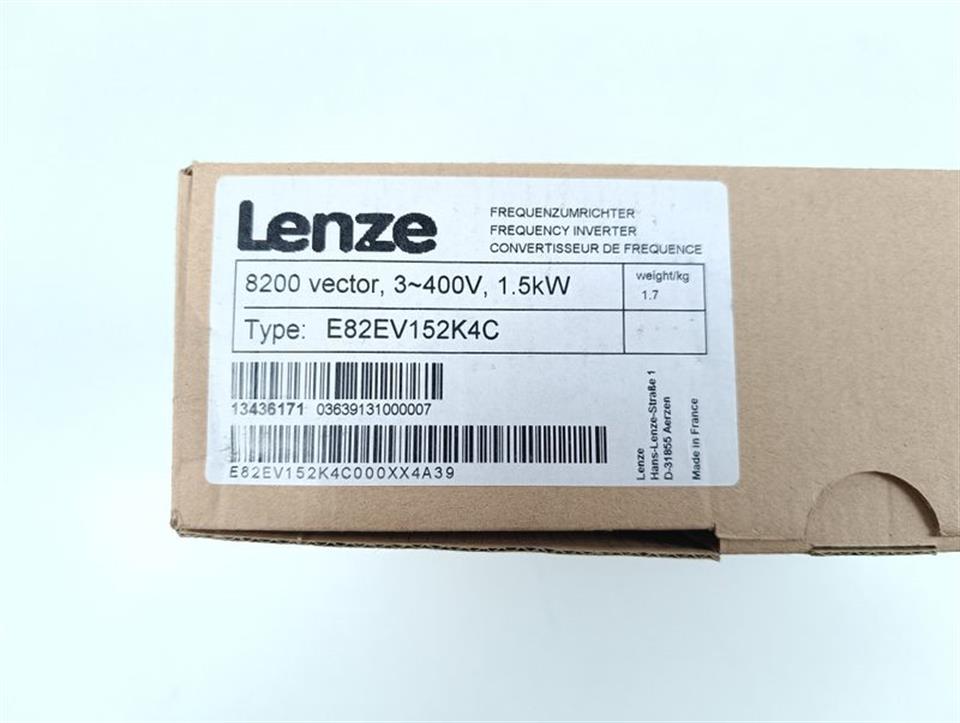 Lenze
FREQUENZUMRICHTER
FREQUENCY INVERTER
CONVERTISSEUR DE FREQUENCE
8200 vector, 3~400V, 1.5kW
weight/kg
1.7
Type: E82EV152K4C
13436171 03639131000007
E82EV152K4C000XX4A39
Lenze
Hans-Lenze-Straße 1
D-31855 Aerzen
Made in France